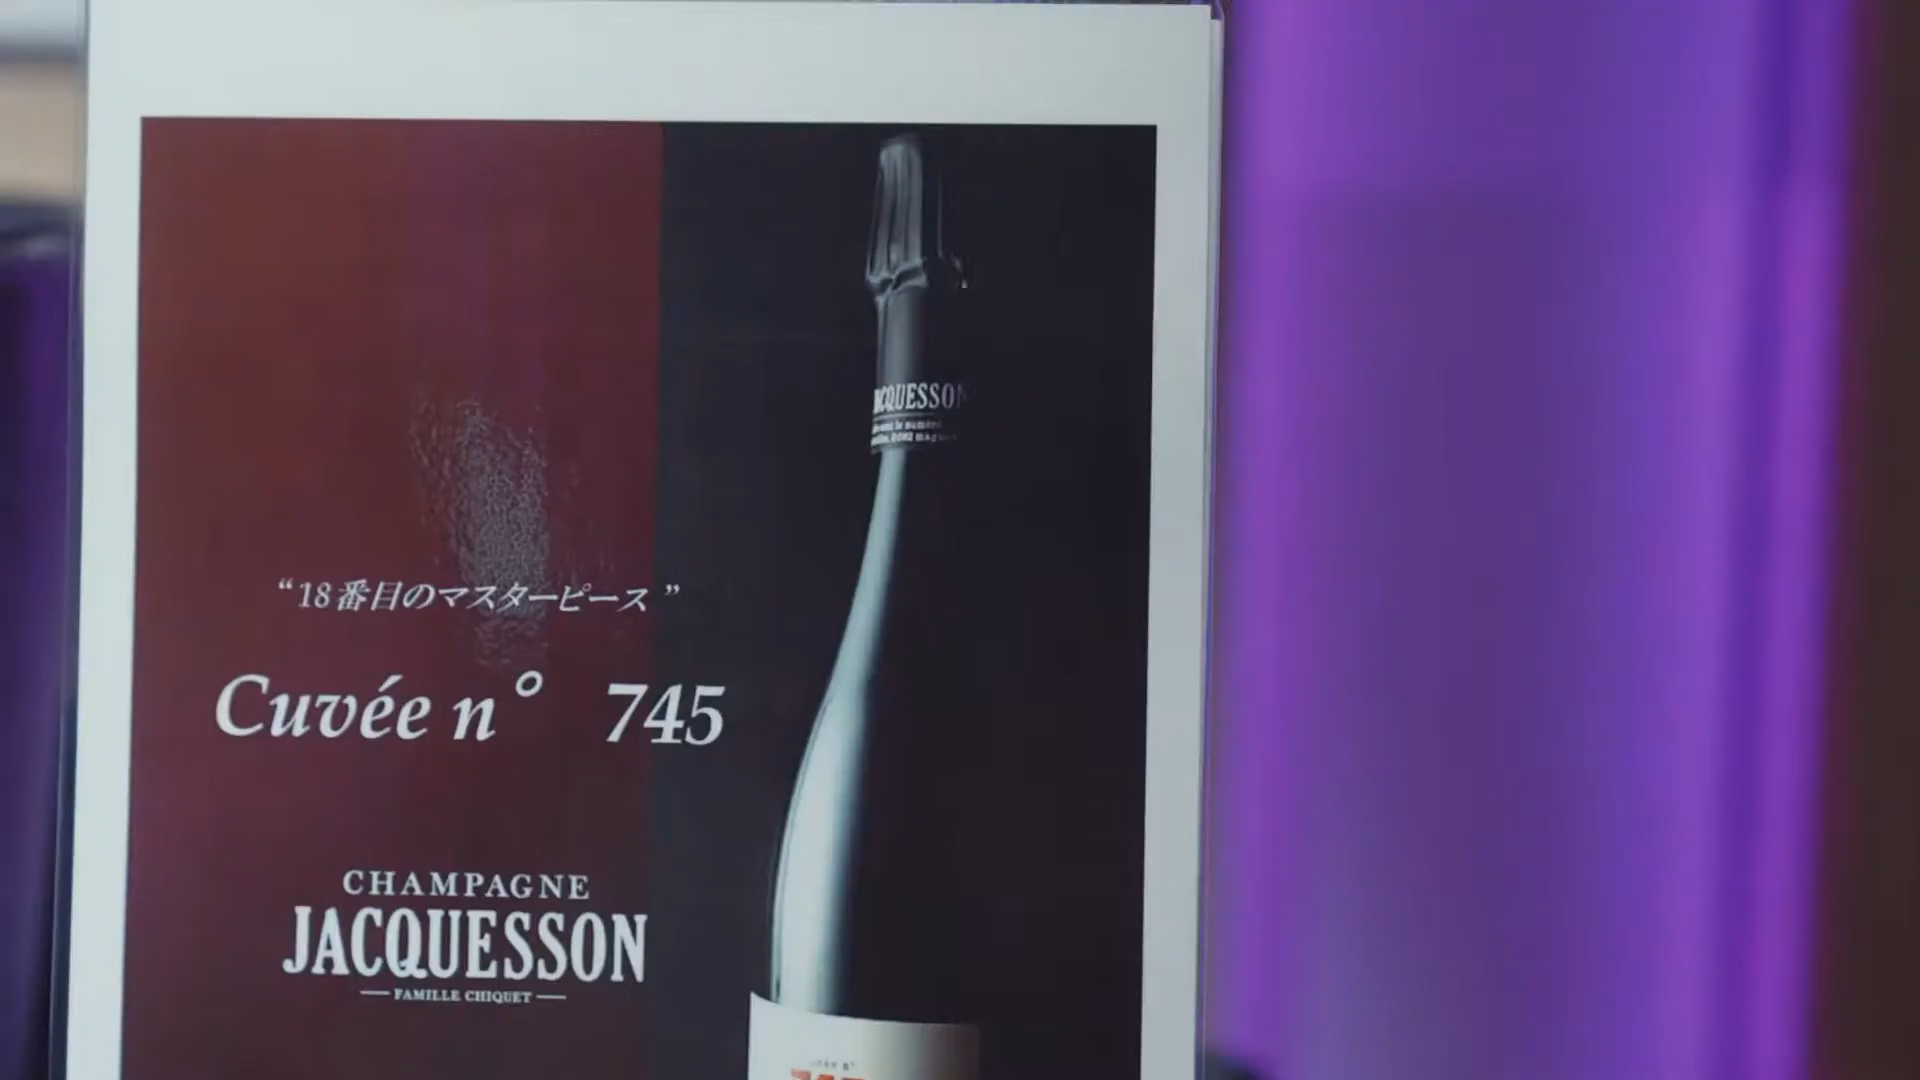 “18番目のマスターピース”
Cuvée n° 745
CHAMPAGNE
JACQUESSON
FAMILLE CHIQUET
JACQUESSON